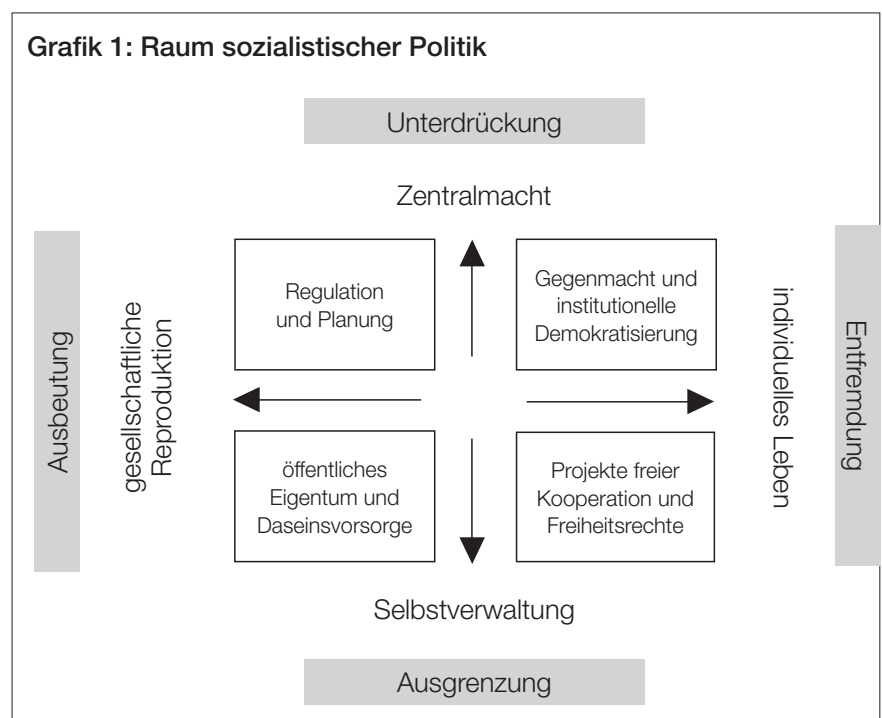 Grafik 1: Raum sozialistischer Politik
Unterdrückung
Zentralmacht
Ausbeutung
gesellschaftliche
Reproduktion
Regulation
und Planung
Gegenmacht und
institutionelle
Demokratisierung
individuelles Leben
Entfremdung
öffentliches
Eigentum und
Daseinsvorsorge
Projekte freier
Kooperation und
Freiheitsrechte
Selbstverwaltung
Ausgrenzung